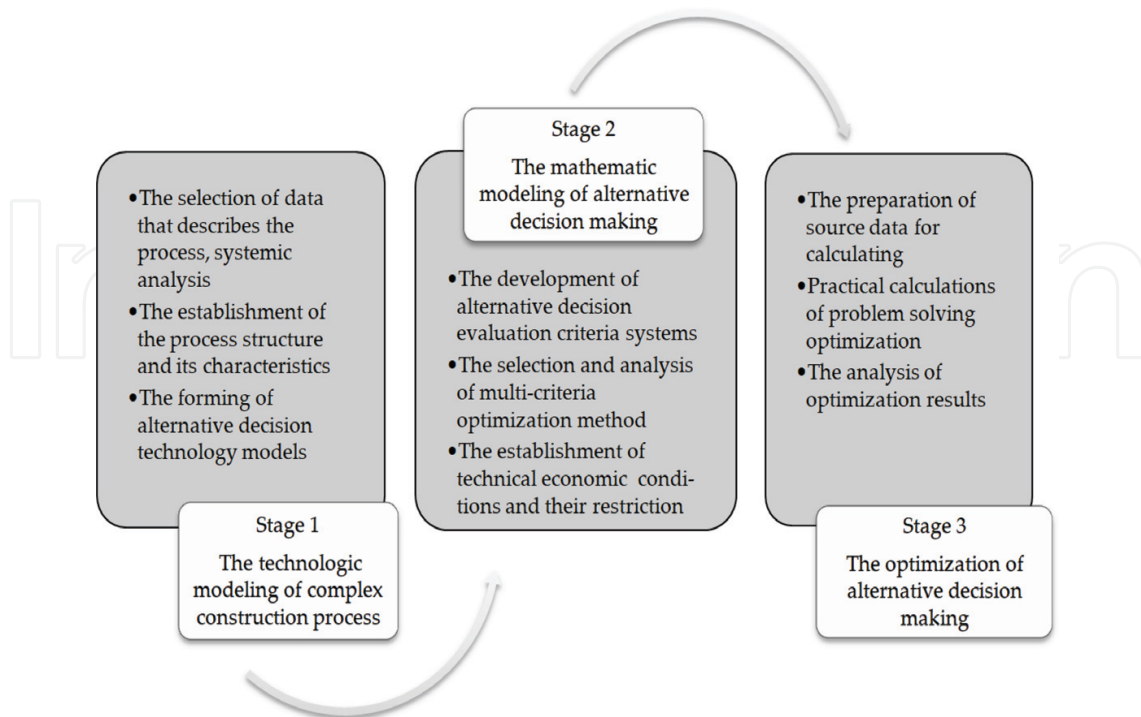 •The selection of data
that describes the
process, systemic
analysis
•The establishment of
the process structure
and its characteristics
•The forming of
alternative decision
technology models
Stage 1
The technologic
modeling of complex
construction process
Stage 2
The mathematic
modeling of alternative
decision making
•The development of
alternative decision
evaluation criteria systems
•The selection and analysis
of multi-criteria
optimization method
•The establishment of
technical economic condi-
tions and their restriction
•The preparation of
source data for
calculating
•Practical calculations
of problem solving
optimization
•The analysis of
optimization results
Stage 3
The optimization of
alternative decision
making